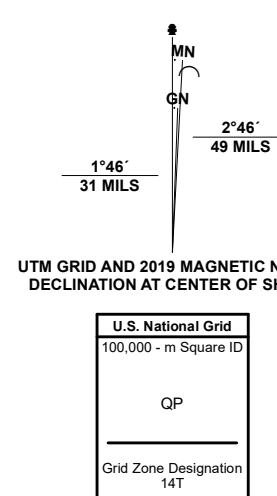 MN
GN
2°46´
49 MILS
1°46´
31 MILS
UTM GRID AND 2019 MAGNETIC N
DECLINATION AT CENTER OF SH
U.S. National Grid
100,000 - m Square ID
QP
Grid Zone Designation
14T